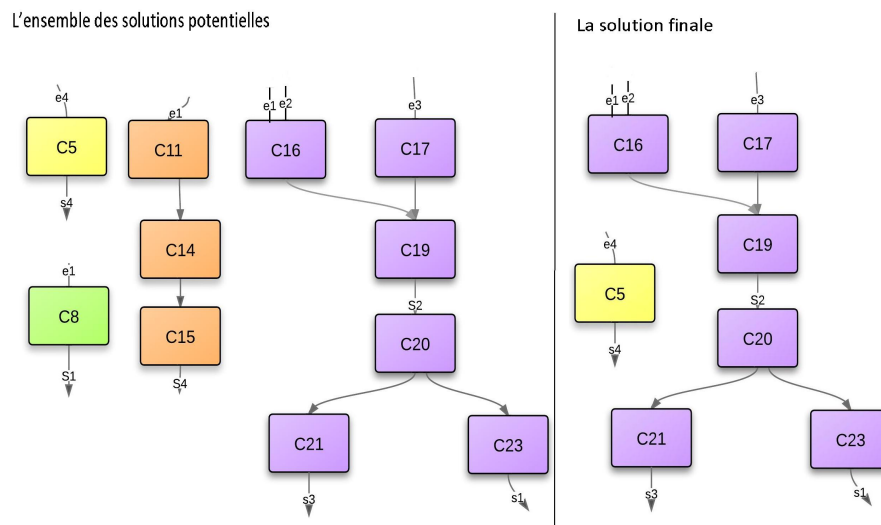 L'ensemble des solutions potentielles
e4
C5
s4
e1
C8
S1
e1
C11
C14
C15
S4
e1 e2
C16
e3
C17
C19
S2
C20
C21
s3
C23
s1
La solution finale
e1 e2
C16
e3
C17
C19
e4
C5
s4
S2
C20
C21
s3
C23
s1